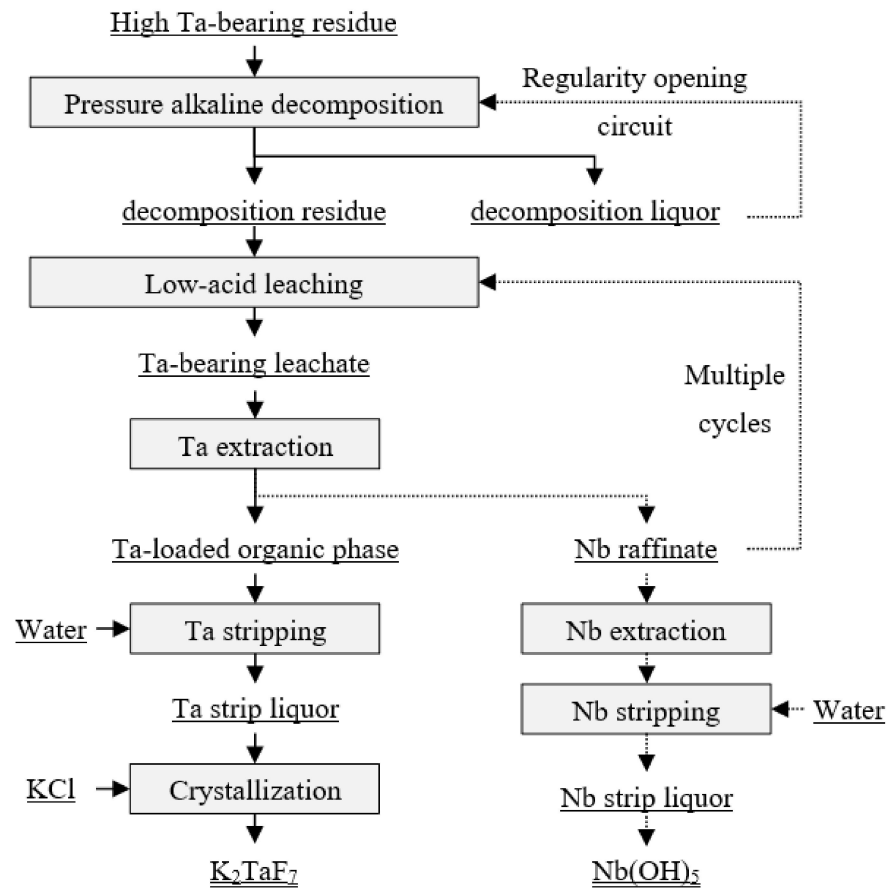 High Ta-bearing residue
Pressure alkaline decomposition
Regularity opening
circuit
decomposition residue
decomposition liquor
Low-acid leaching
Ta-bearing leachate
Multiple
cycles
Ta extraction
Ta-loaded organic phase
Nb raffinate
Water
Ta stripping
Nb extraction
Ta strip liquor
Nb stripping
Water
KCl
Crystallization
Nb strip liquor
K₂TaF₇
Nb(OH)₅